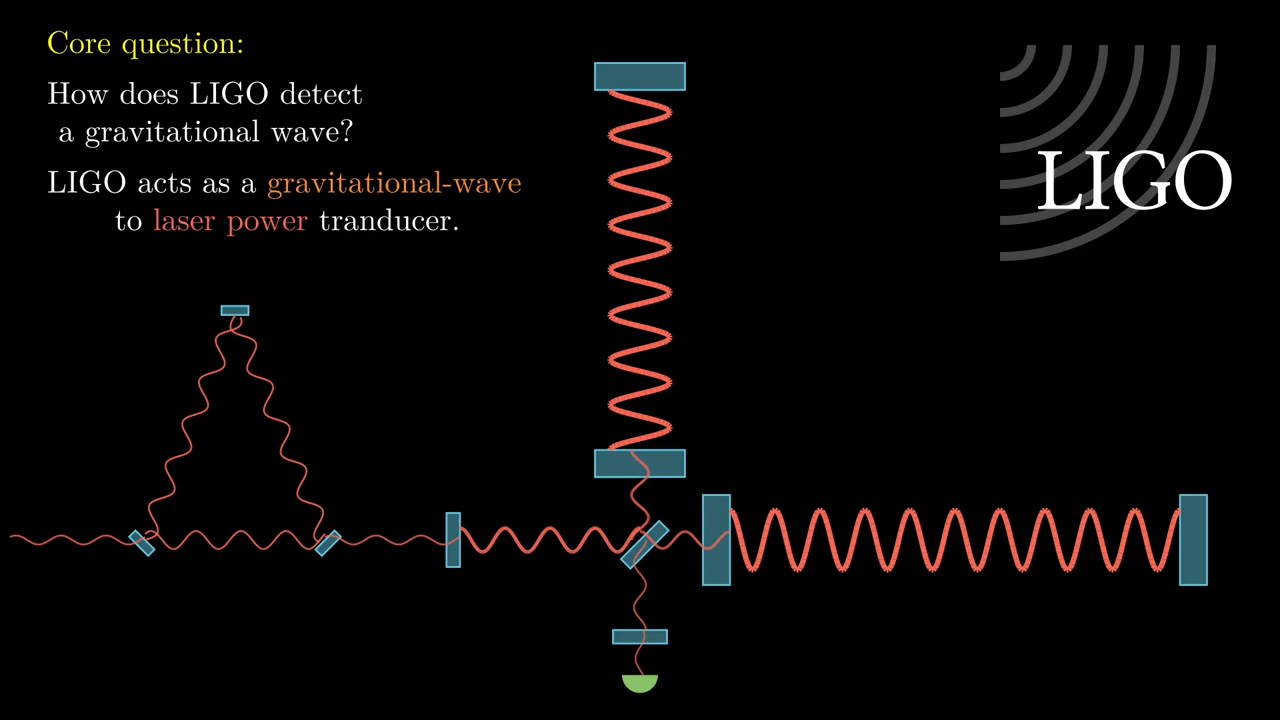 Core question:
How does LIGO detect
a gravitational wave?
LIGO acts as a gravitational-wave
to laser power tranducer.
LIGO